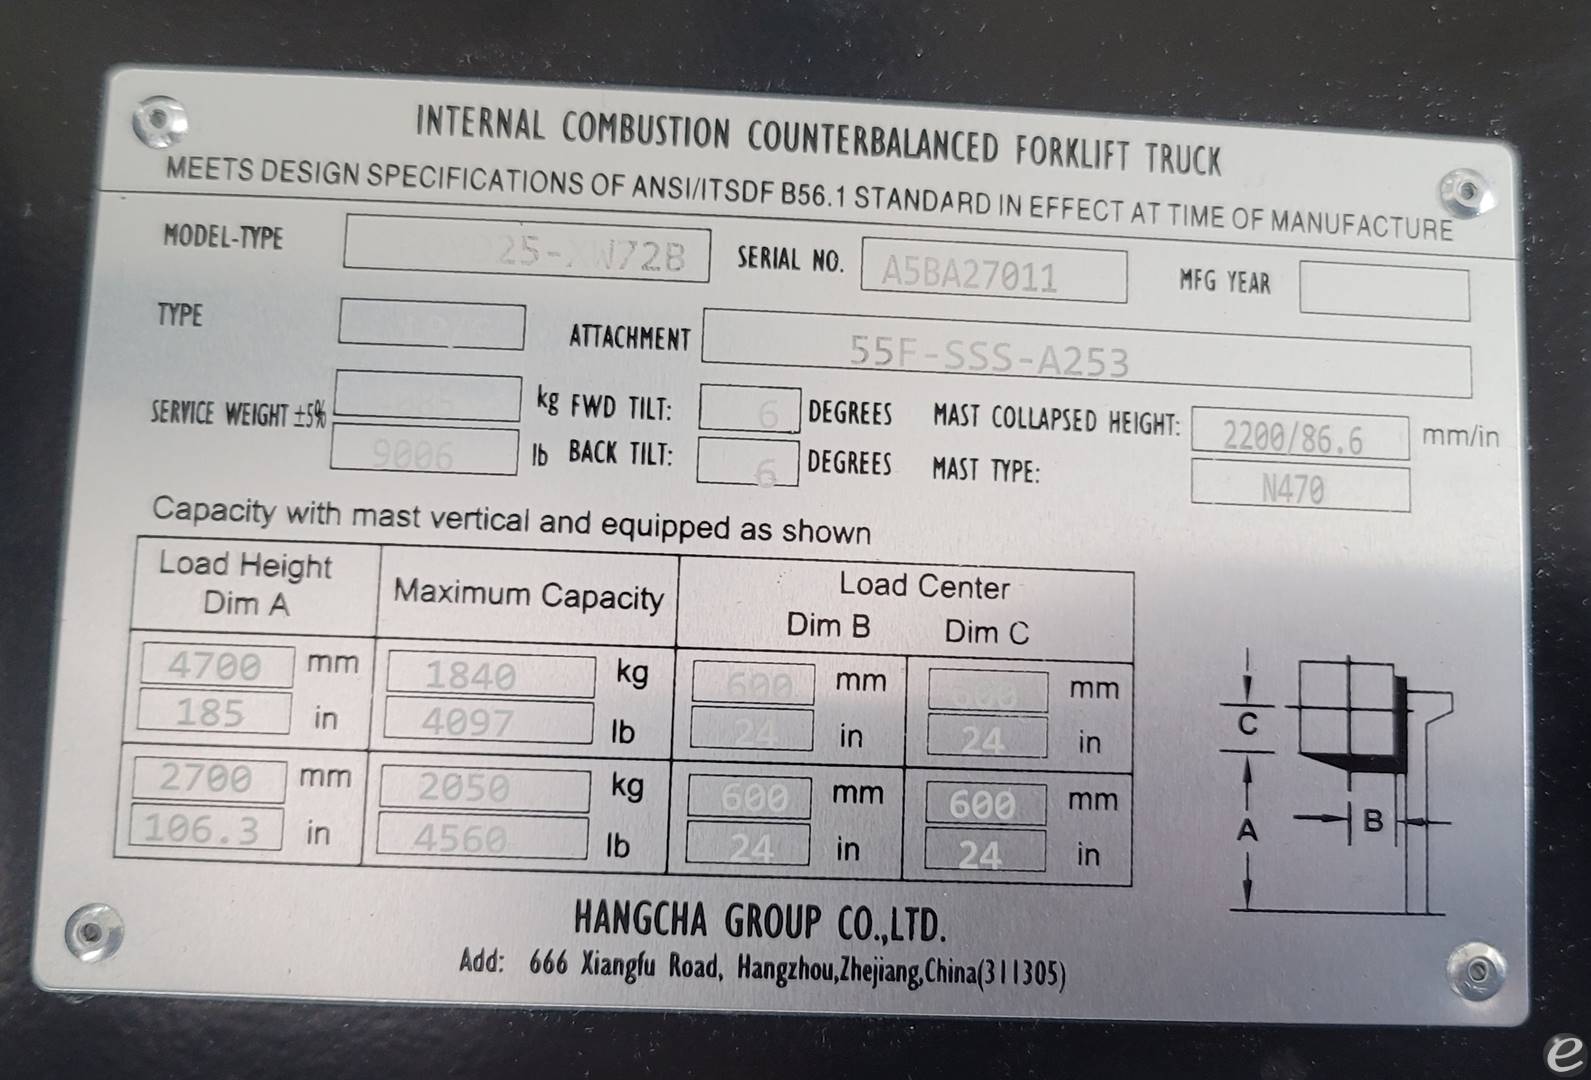 INTERNAL COMBUSTION COUNTERBALANCED FORKLIFT TRUCK
MEETS DESIGN SPECIFICATIONS OF ANSI/ITSDF B56.1 STANDARD IN EFFECT AT TIME OF MANUFACTURE
MODEL-TYPE SERIAL NO. A5BA27011 MFG YEAR
TYPE ATTACHMENT 55F-SSS-A253
SERVICE WEIGHT ±5% kg FWD TILT: 6 DEGREES MAST COLLAPSED HEIGHT: 2200/86.6 mm/in
9006 lb BACK TILT: 6 DEGREES MAST TYPE: N470
Capacity with mast vertical and equipped as shown
Load Height Maximum Capacity Load Center
Dim A Dim B Dim C
4700 mm 1840 kg 600 mm 600 mm
185 in 4097 lb 24 in 24 in
2700 mm 2050 kg 600 mm 600 mm
106.3 in 4560 lb 24 in 24 in
C
A
B
HANGCHA GROUP CO.,LTD.
Add: 666 Xiangfu Road, Hangzhou,Zhejiang,China(311305)
e